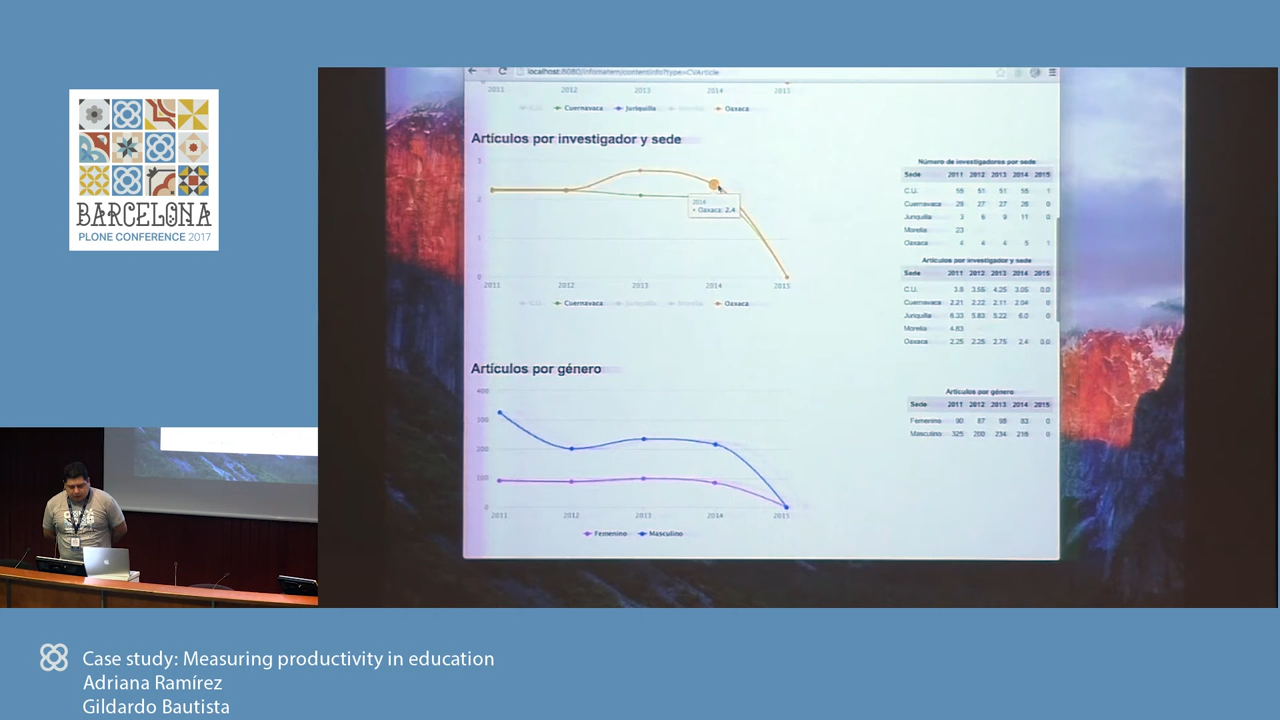 BARCELONA
PLONE CONFERENCE 2017
localhost:8080/infomatem/contentinfo?type=CVArticle
2011 2012 2013 2014 2015
C.U. Cuernavaca Juriquilla Morelia Oaxaca
Artículos por investigador y sede
3
2
1
0
2014
Oaxaca: 2.4
2011 2012 2013 2014 2015
C.U. Cuernavaca Juriquilla Morelia Oaxaca
Número de investigadores por sede
Sede 2011 2012 2013 2014 2015
C.U. 55 51 51 55 1
Cuernavaca 28 27 27 26 0
Juriquilla 3 6 9 11 0
Morelia 23
Oaxaca 4 4 4 5 1
Artículos por investigador y sede
Sede 2011 2012 2013 2014 2015
C.U. 3.8 3.55 4.25 3.05 0.0
Cuernavaca 2.21 2.22 2.11 2.04 0
Juriquilla 6.33 5.83 5.22 6.0 0
Morelia 4.83
Oaxaca 2.25 2.25 2.75 2.4 0.0
Artículos por género
400
300
200
100
0
2011 2012 2013 2014 2015
Femenino Masculino
Artículos por género
Sede 2011 2012 2013 2014 2015
Femenino 90 87 98 83 0
Masculino 325 200 234 216 0
Case study: Measuring productivity in education
Adriana Ramírez
Gildardo Bautista